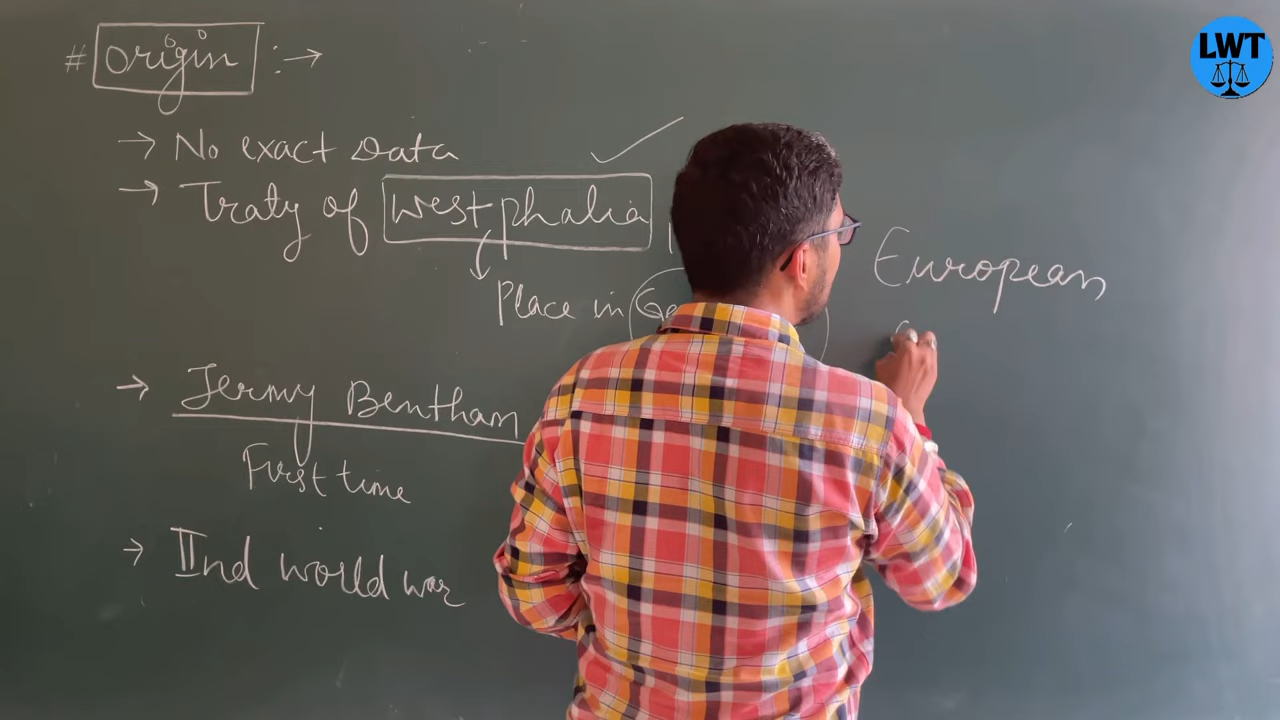 # origin :→
LWT
→ No exact Data
→ Traty of westphalia
European
Place in
→ Jermy Bentham
First time
→ IInd world war